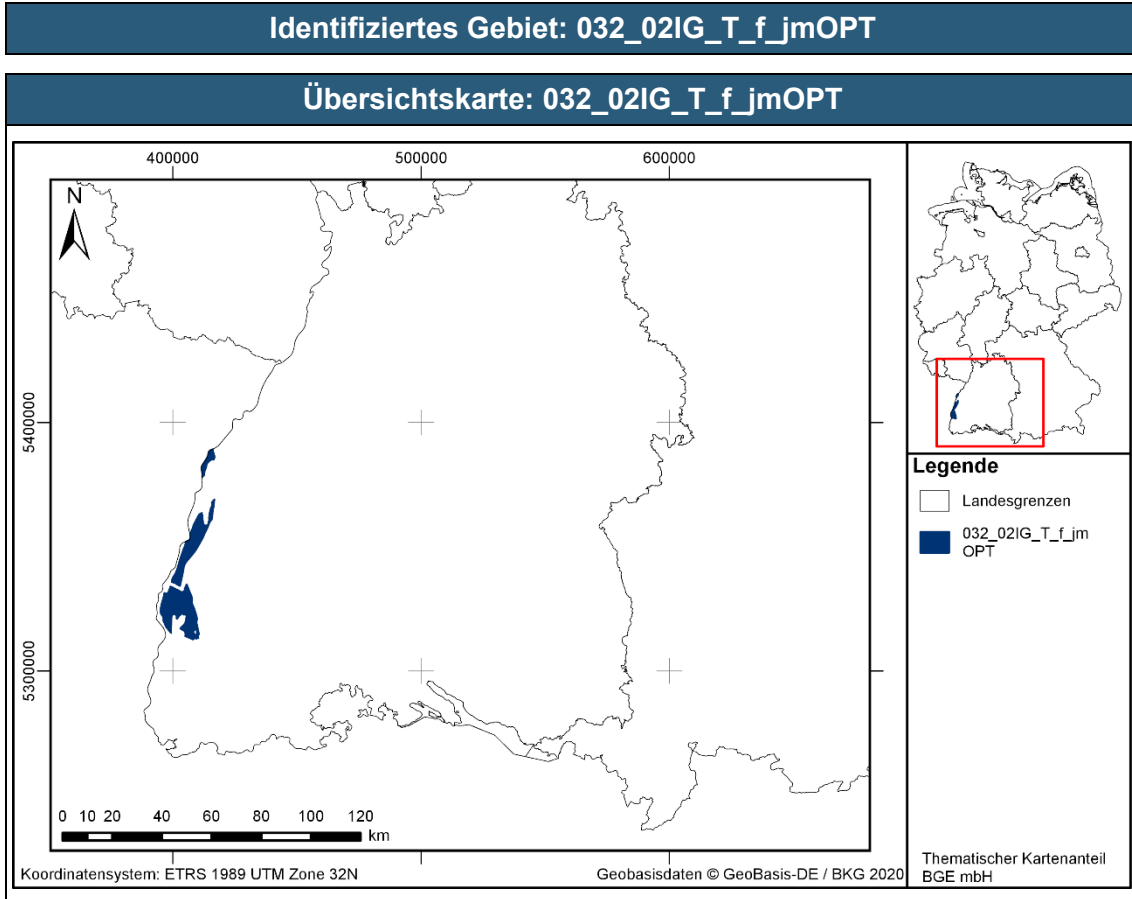 Identifiziertes Gebiet: 032_02IG_T_f_jmOPT
Übersichtskarte: 032_02IG_T_f_jmOPT
400000
500000
600000
N
5400000
5300000
0 10 20 40 60 80 100 120
km
Koordinatensystem: ETRS 1989 UTM Zone 32N
Geobasisdaten © GeoBasis-DE / BKG 2020
Legende
Landesgrenzen
032_02IG_T_f_jm
OPT
Thematischer Kartenanteil
BGE mbH